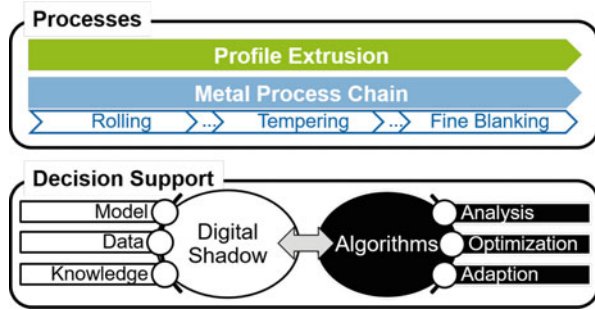 Processes
Profile Extrusion
Metal Process Chain
Rolling ... Tempering ... Fine Blanking
Decision Support
Model
Data
Knowledge
Digital
Shadow
Algorithms
Analysis
Optimization
Adaption